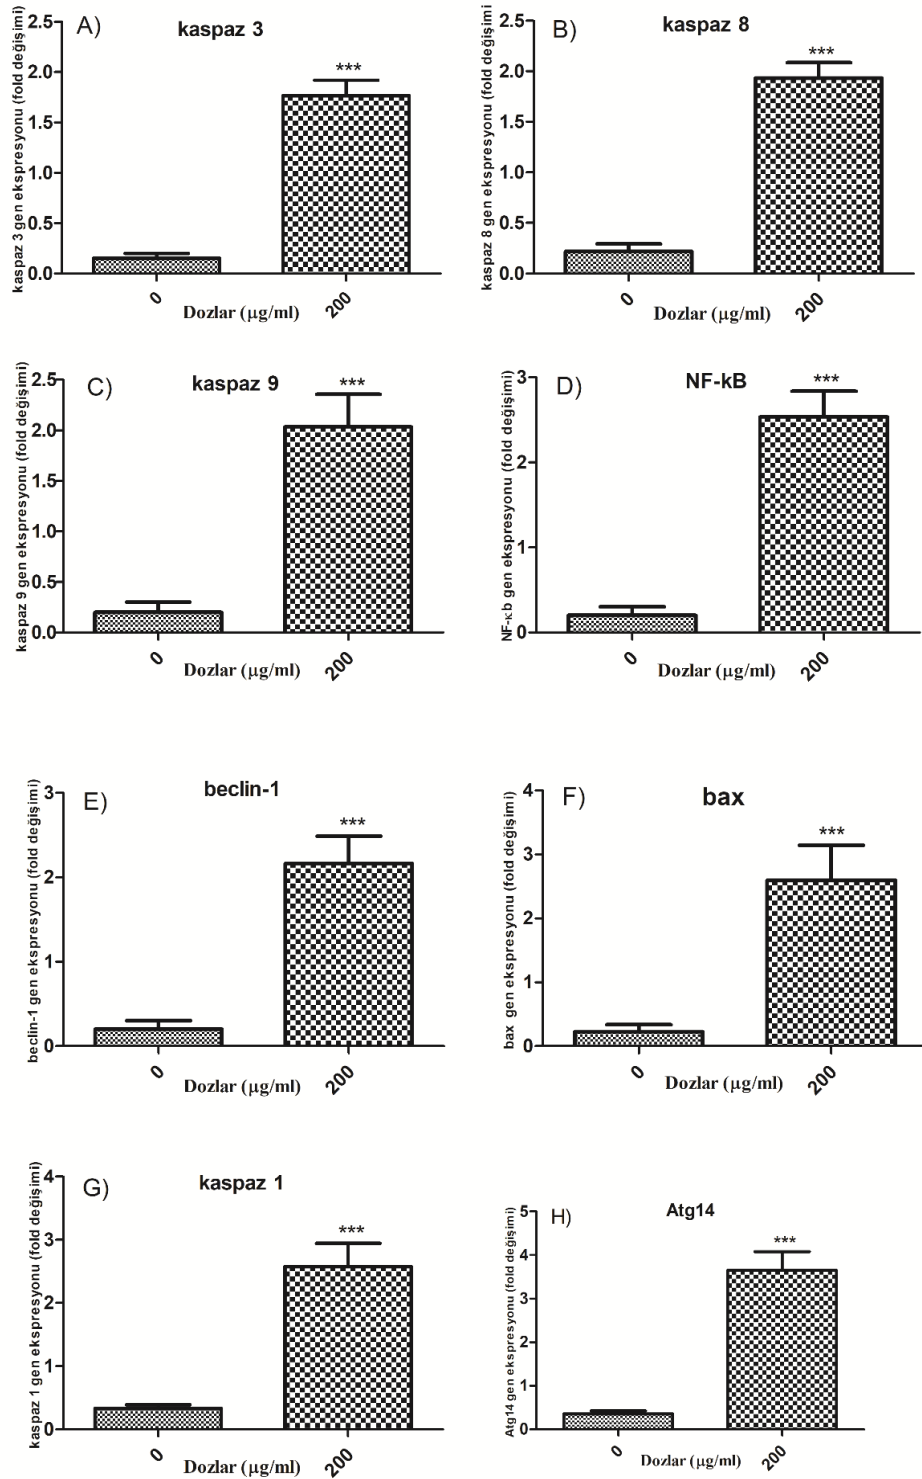 A)
kaspaz 3
kaspaz 3 gen ekspresyonu (fold değişimi)
2.5
2.0
1.5
1.0
0.5
0.0
***
0
200
Dozlar (µg/ml)
B)
kaspaz 8
kaspaz 8 gen ekspresyonu (fold değişimi)
2.5
2.0
1.5
1.0
0.5
0.0
***
0
200
Dozlar (µg/ml)
C)
kaspaz 9
kaspaz 9 gen ekspresyonu (fold değişimi)
2.5
2.0
1.5
1.0
0.5
0.0
***
0
200
Dozlar (µg/ml)
D)
NF-kB
NF-κb gen ekspresyonu (fold değişimi)
3
2
1
0
***
0
200
Dozlar (µg/ml)
E)
beclin-1
beclin-1 gen ekspresyonu (fold değişimi)
3
2
1
0
***
0
200
Dozlar (µg/ml)
F)
bax
bax gen ekspresyonu (fold değişimi)
4
3
2
1
0
***
0
200
Dozlar (µg/ml)
G)
kaspaz 1
kaspaz 1 gen ekspresyonu (fold değişimi)
4
3
2
1
0
***
0
200
Dozlar (µg/ml)
H)
Atg14
Atg14 gen ekspresyonu (fold değişimi)
5
4
3
2
1
0
***
0
200
Dozlar (µg/ml)